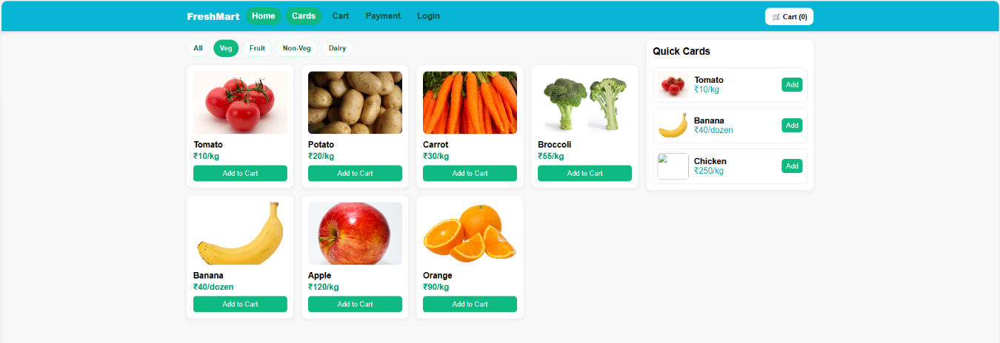 FreshMart Home Cards Cart Payment Login 🛒 Cart (0)
All Veg Fruit Non-Veg Dairy
Tomato
₹10/kg
Add to Cart
Potato
₹20/kg
Add to Cart
Carrot
₹30/kg
Add to Cart
Broccoli
₹55/kg
Add to Cart
Banana
₹40/dozen
Add to Cart
Apple
₹120/kg
Add to Cart
Orange
₹90/kg
Add to Cart
Quick Cards
Tomato
₹10/kg
Add
Banana
₹40/dozen
Add
Chicken
₹250/kg
Add